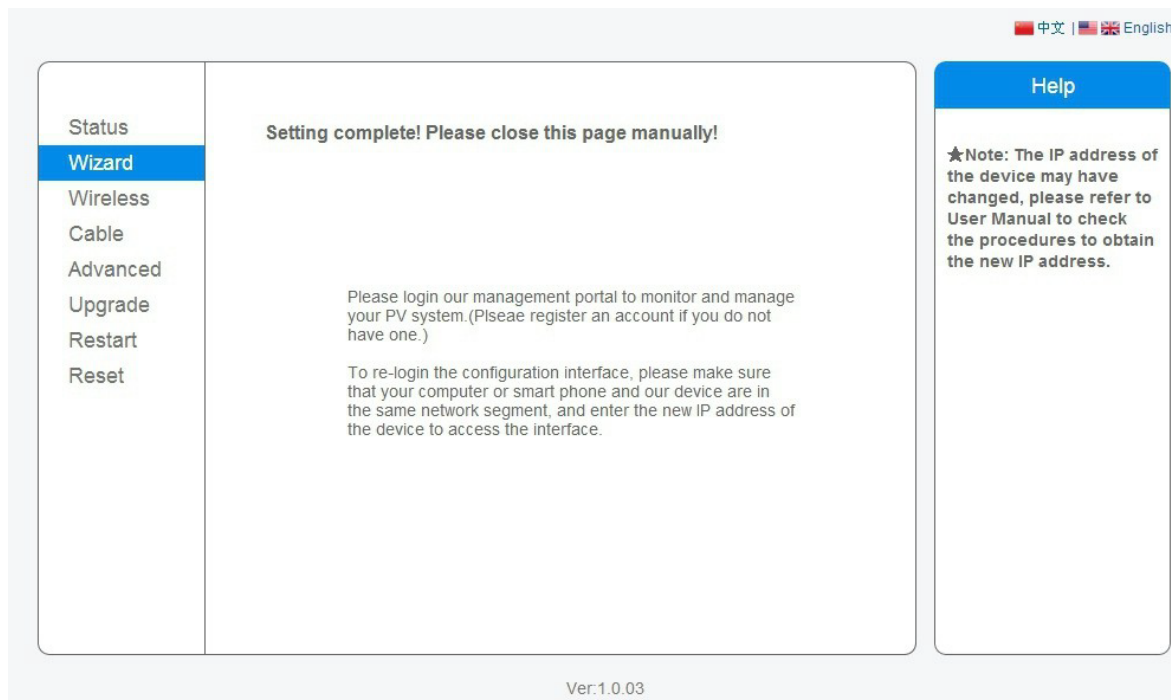 中文 | English
Status
Wizard
Wireless
Cable
Advanced
Upgrade
Restart
Reset
Setting complete! Please close this page manually!
Please login our management portal to monitor and manage
your PV system.(Plseae register an account if you do not
have one.)
To re-login the configuration interface, please make sure
that your computer or smart phone and our device are in
the same network segment, and enter the new IP address of
the device to access the interface.
Help
★Note: The IP address of
the device may have
changed, please refer to
User Manual to check
the procedures to obtain
the new IP address.
Ver:1.0.03